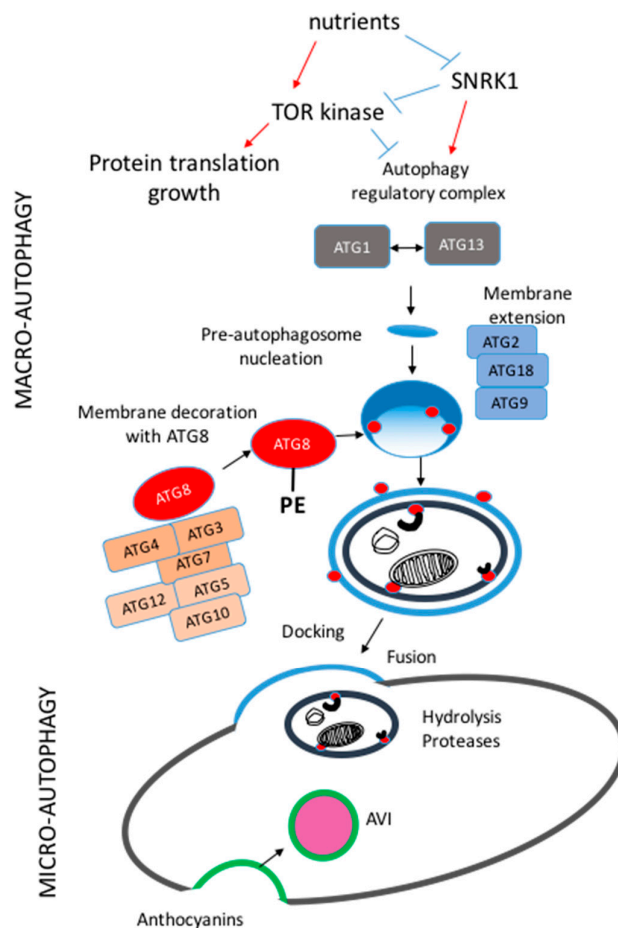 nutrients
SNRK1
TOR kinase
Protein translation
growth
Autophagy
regulatory complex
MACRO-AUTOPHAGY
ATG1
ATG13
Membrane
extension
Pre-autophagosome
nucleation
ATG2
ATG18
ATG9
Membrane decoration
with ATG8
ATG8
PE
ATG8
ATG3
ATG4
ATG7
ATG5
ATG12
ATG10
Docking
Fusion
Hydrolysis
Proteases
MICRO-AUTOPHAGY
AVI
Anthocyanins